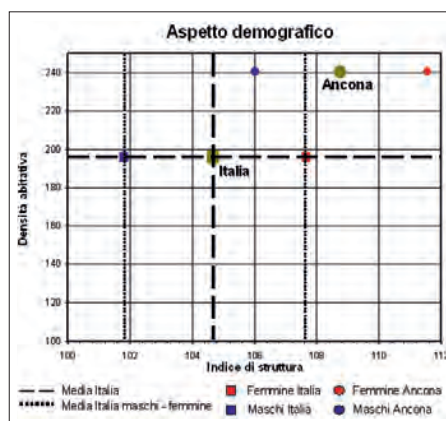 Aspetto demografico
Densità abitativa
240
220
200
180
160
140
120
100
Ancona
Italia
100 102 104 106 108 110 112
Indice di struttura
Media Italia
Media Italia maschi - femmine
Femmine Italia
Maschi Italia
Femmine Ancona
Maschi Ancona